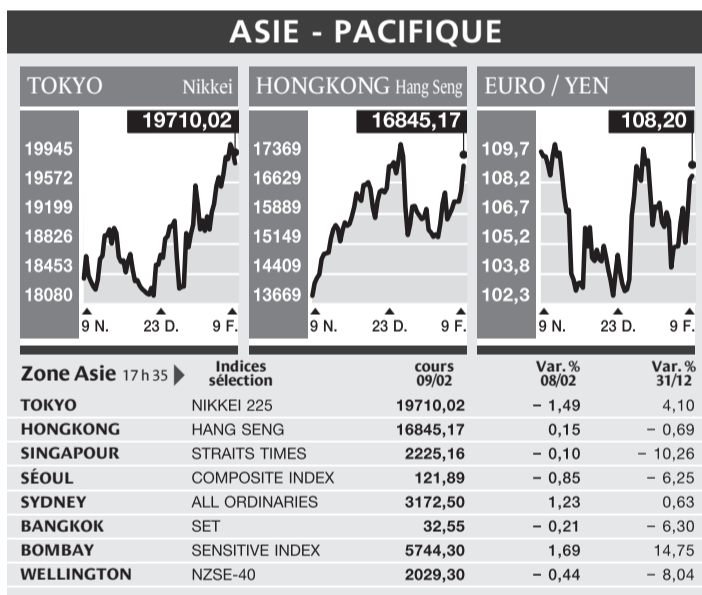 ASIE - PACIFIQUE
TOKYO Nikkei
19710,02
19945
19572
19199
18826
18453
18080
9 N. 23 D. 9 F.
HONGKONG Hang Seng
16845,17
17369
16629
15889
15149
14409
13669
9 N. 23 D. 9 F.
EURO / YEN
108,20
109,7
108,2
106,7
105,2
103,8
102,3
9 N. 23 D. 9 F.
Zone Asie 17 h 35 Indices sélection cours 09/02 Var. % 08/02 Var. % 31/12
TOKYO NIKKEI 225 19710,02 – 1,49 4,10
HONGKONG HANG SENG 16845,17 0,15 – 0,69
SINGAPOUR STRAITS TIMES 2225,16 – 0,10 – 10,26
SÉOUL COMPOSITE INDEX 121,89 – 0,85 – 6,25
SYDNEY ALL ORDINARIES 3172,50 1,23 0,63
BANGKOK SET 32,55 – 0,21 – 6,30
BOMBAY SENSITIVE INDEX 5744,30 1,69 14,75
WELLINGTON NZSE-40 2029,30 – 0,44 – 8,04